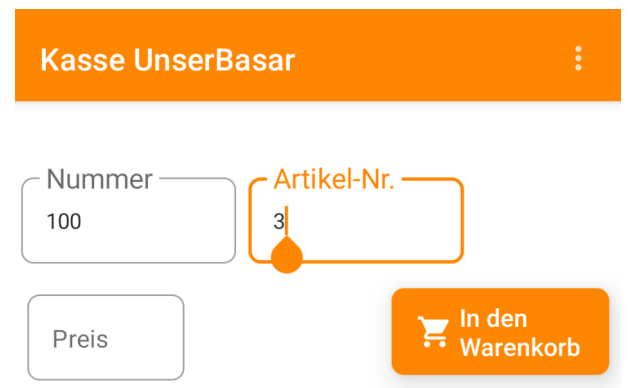 Kasse UnserBasar
Nummer
Artikel-Nr.
100
3
Preis
In den
Warenkorb